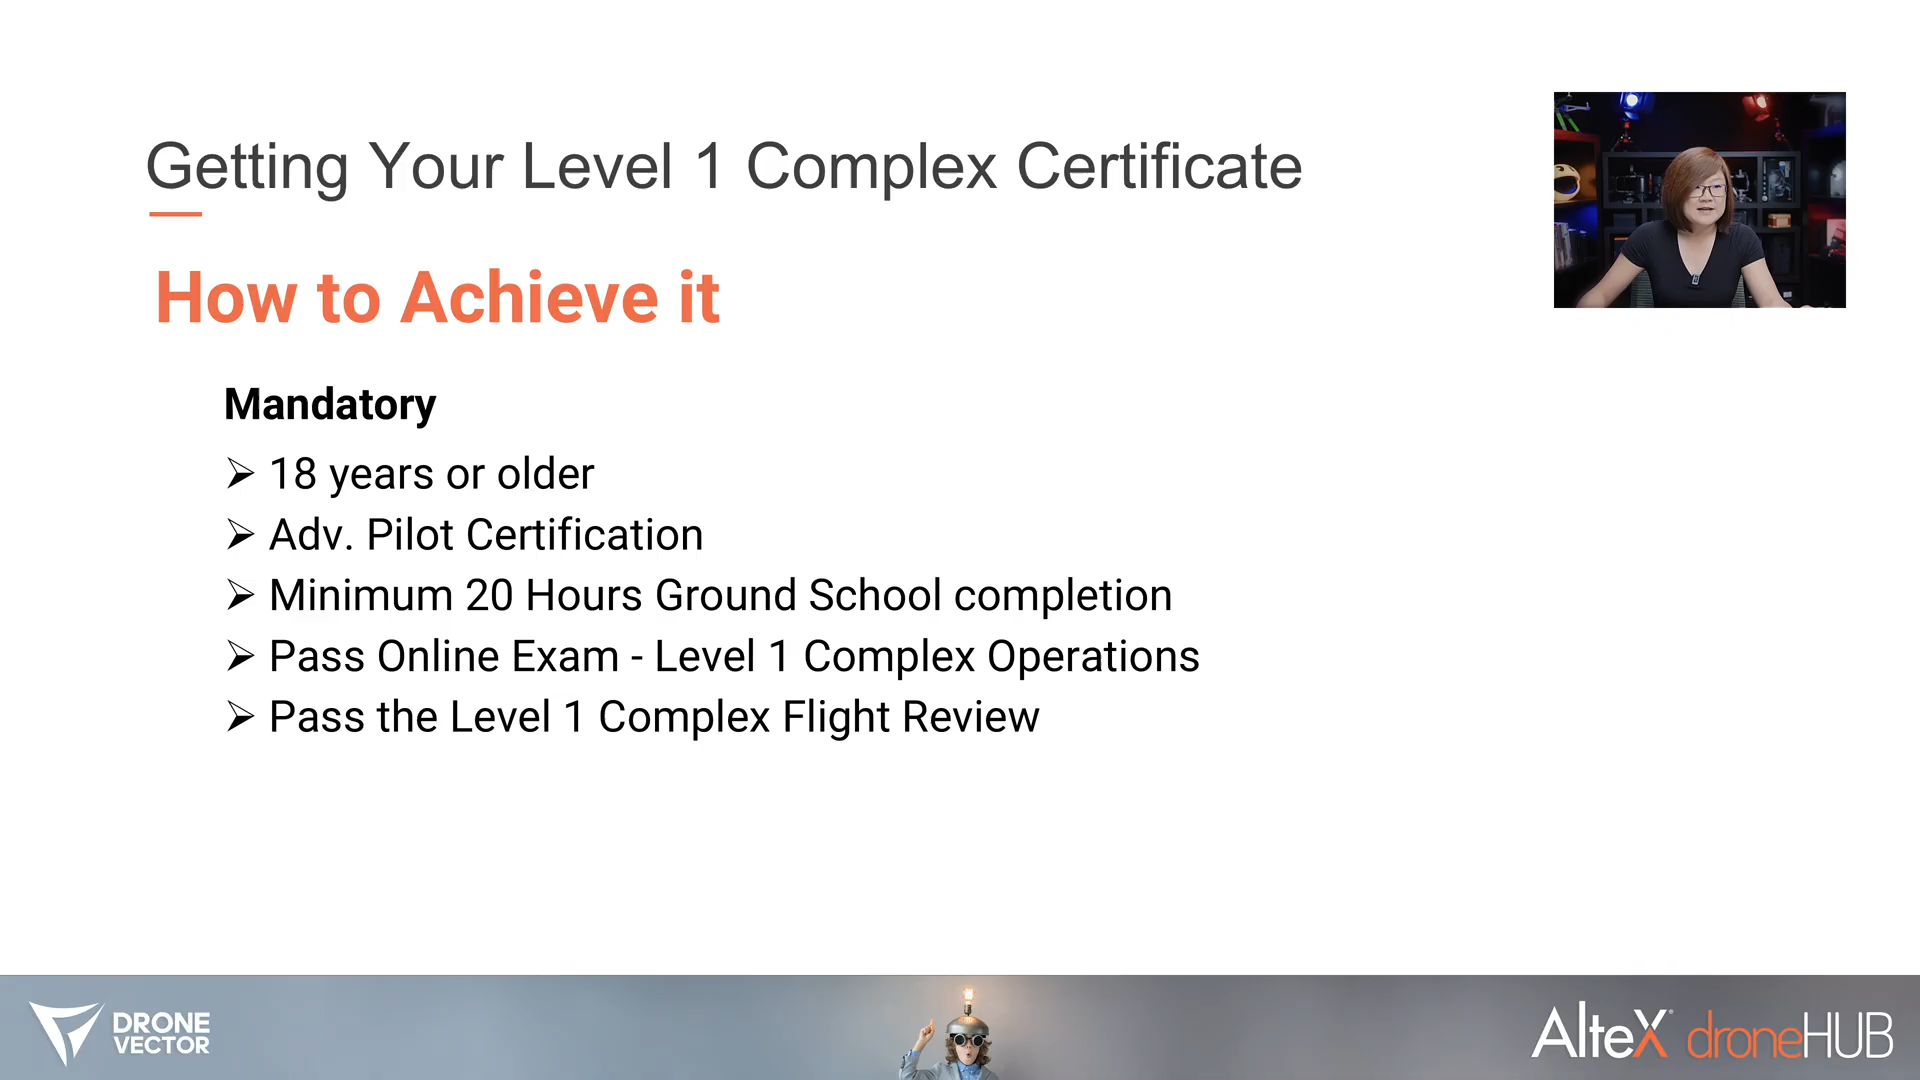 Getting Your Level 1 Complex Certificate
How to Achieve it
Mandatory
➢ 18 years or older
➢ Adv. Pilot Certification
➢ Minimum 20 Hours Ground School completion
➢ Pass Online Exam - Level 1 Complex Operations
➢ Pass the Level 1 Complex Flight Review
DRONE
VECTOR
AlteX droneHUB